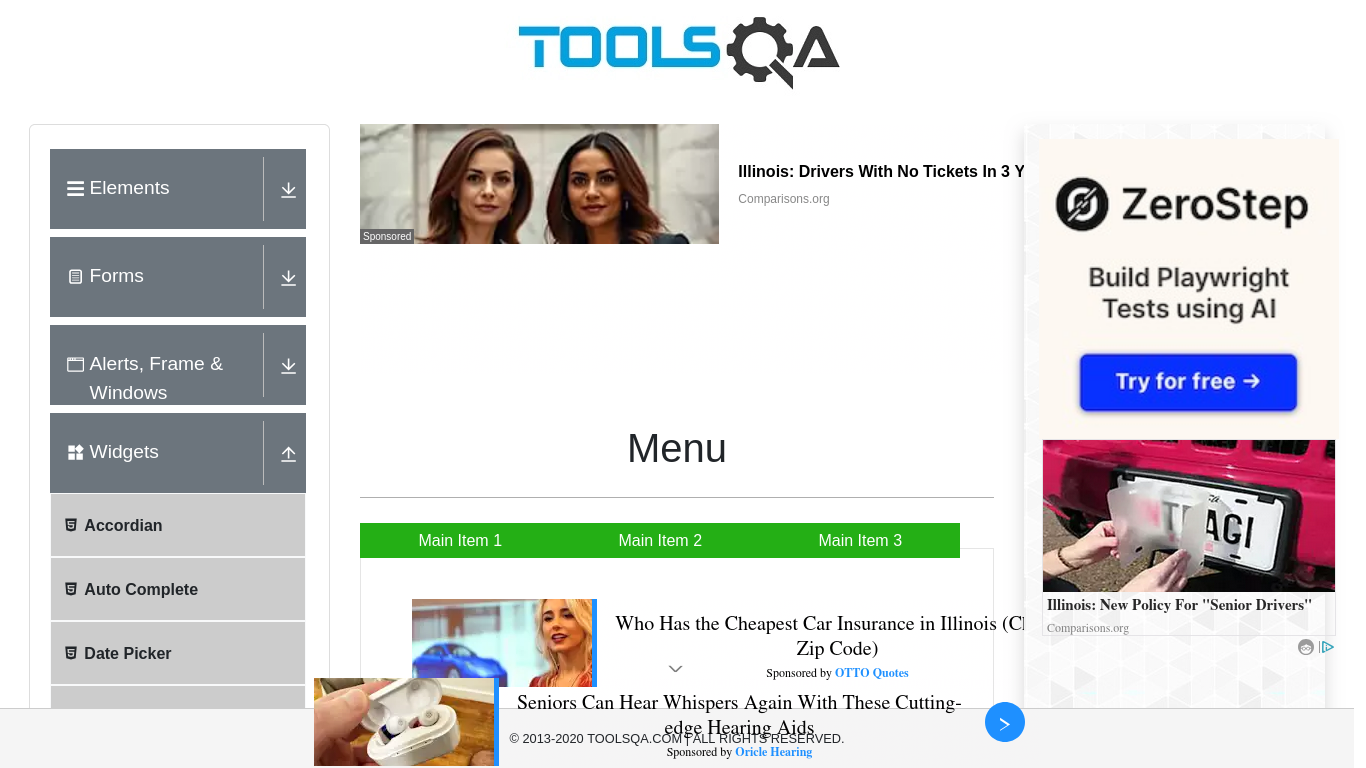 TOOLSQA
Elements
Forms
Alerts, Frame &
Windows
Widgets
Accordian
Auto Complete
Date Picker
Sponsored
Illinois: Drivers With No Tickets In 3 Y
Comparisons.org
Menu
Main Item 1
Main Item 2
Main Item 3
Who Has the Cheapest Car Insurance in Illinois (Cl
Zip Code)
Sponsored by OTTO Quotes
Seniors Can Hear Whispers Again With These Cutting-
edge Hearing Aids
© 2013-2020 TOOLSQA.COM | ALL RIGHTS RESERVED.
Sponsored by Oricle Hearing
ZeroStep
Build Playwright
Tests using AI
Try for free →
AGI
Illinois: New Policy For "Senior Drivers"
Comparisons.org